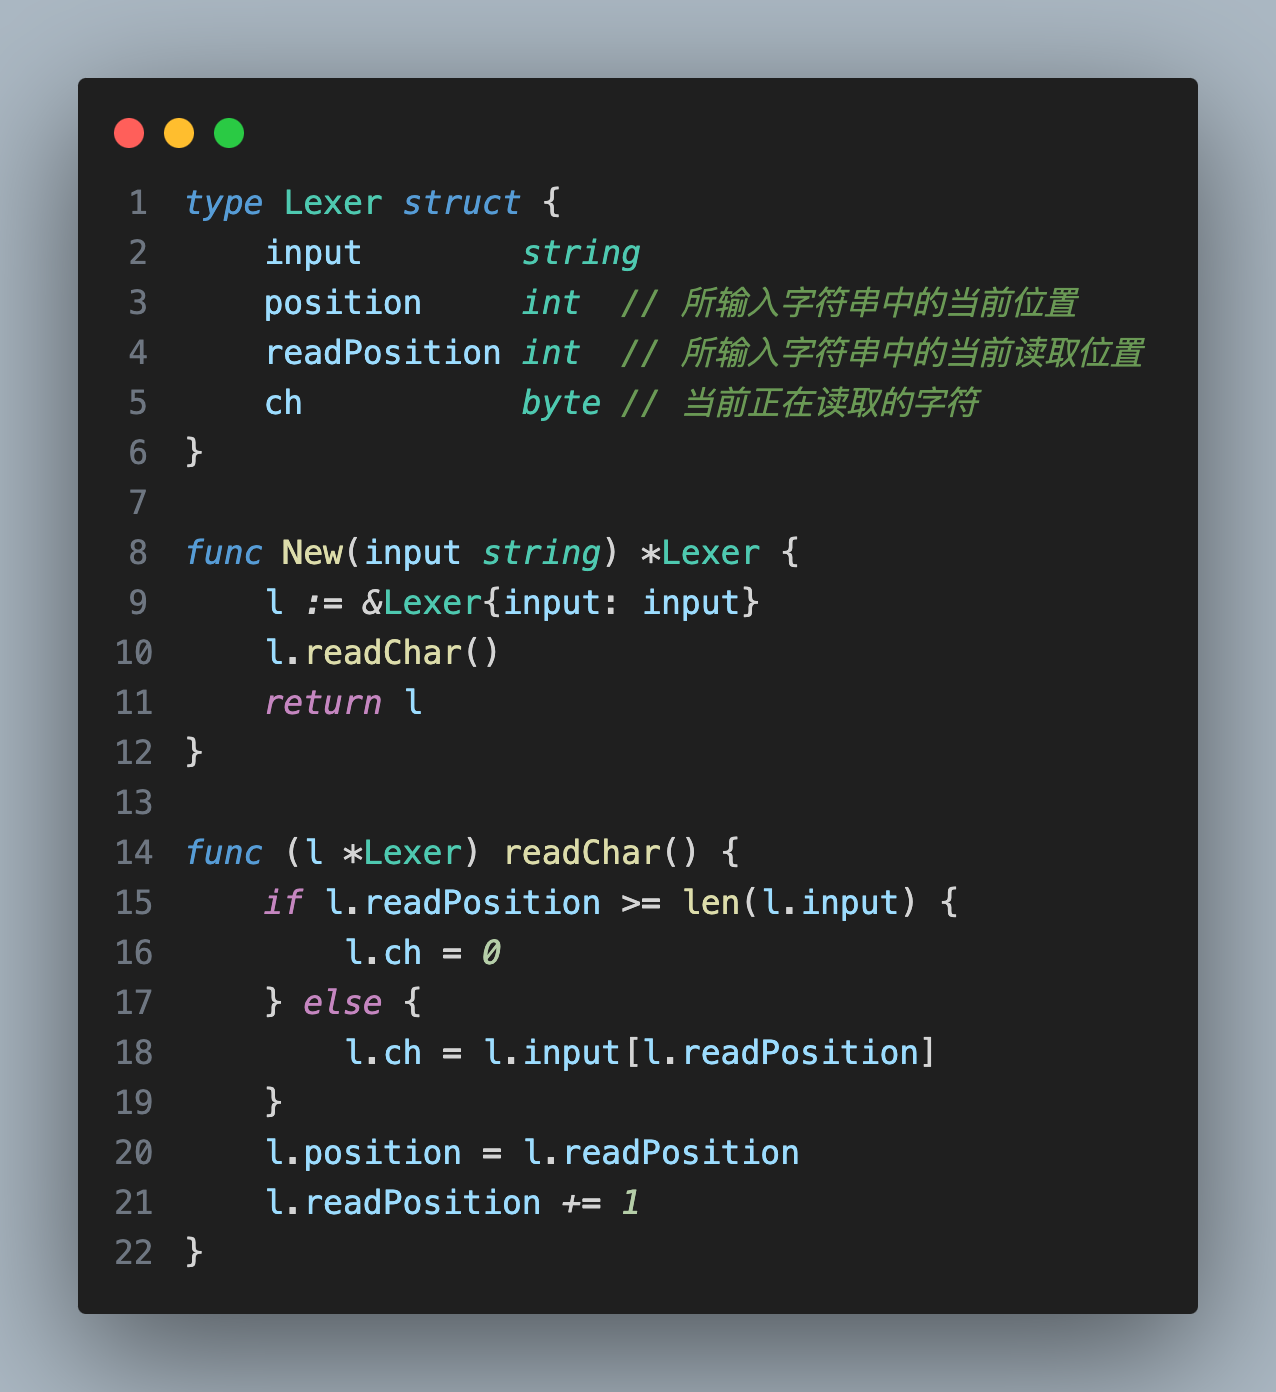 1 type Lexer struct {
2     input        string
3     position     int  // 所输入字符串中的当前位置
4     readPosition int  // 所输入字符串中的当前读取位置
5     ch           byte // 当前正在读取的字符
6 }
7
8 func New(input string) *Lexer {
9     l := &Lexer{input: input}
10     l.readChar()
11     return l
12 }
13
14 func (l *Lexer) readChar() {
15     if l.readPosition >= len(l.input) {
16         l.ch = 0
17     } else {
18         l.ch = l.input[l.readPosition]
19     }
20     l.position = l.readPosition
21     l.readPosition += 1
22 }